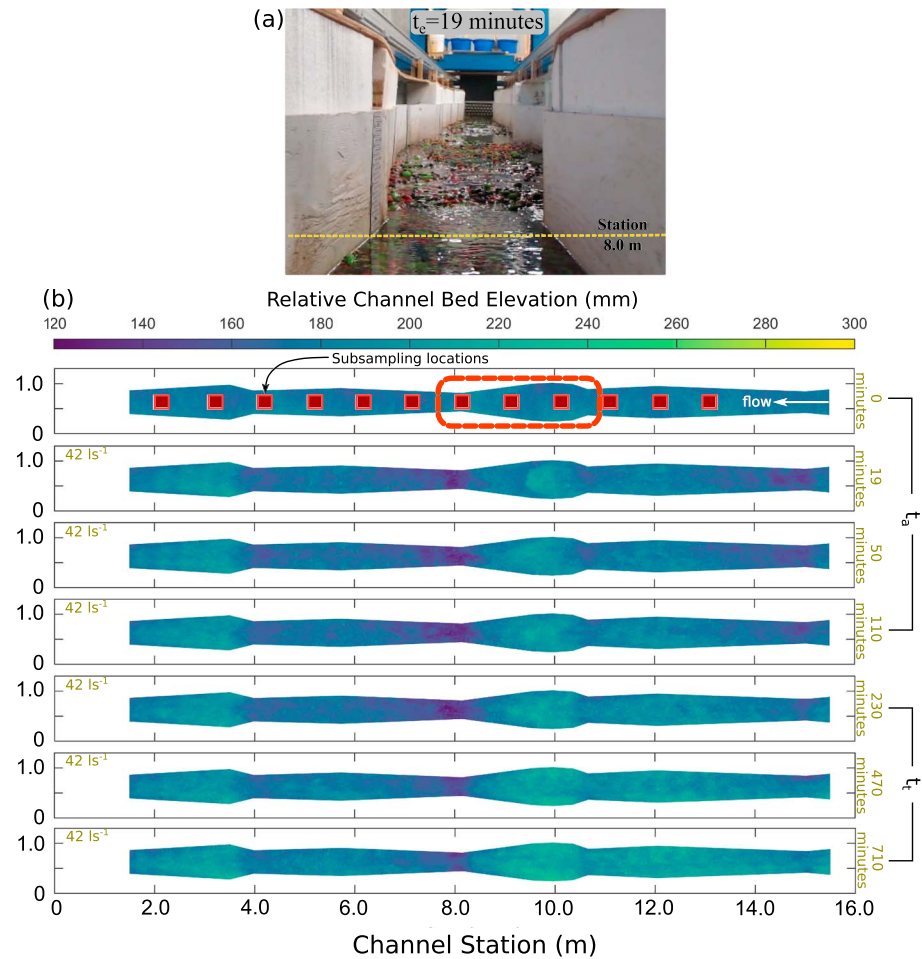 (a)
t_e=19 minutes
Station
8.0 m
(b)
Relative Channel Bed Elevation (mm)
120 140 160 180 200 220 240 260 280 300
Subsampling locations
1.0
0
flow
0 minutes
42 ls⁻¹
1.0
0
19 minutes
42 ls⁻¹
1.0
0
50 minutes
42 ls⁻¹
1.0
0
110 minutes
t_a
42 ls⁻¹
1.0
0
230 minutes
42 ls⁻¹
1.0
0
470 minutes
t_t
42 ls⁻¹
1.0
0
710 minutes
0.0 2.0 4.0 6.0 8.0 10.0 12.0 14.0 16.0
Channel Station (m)